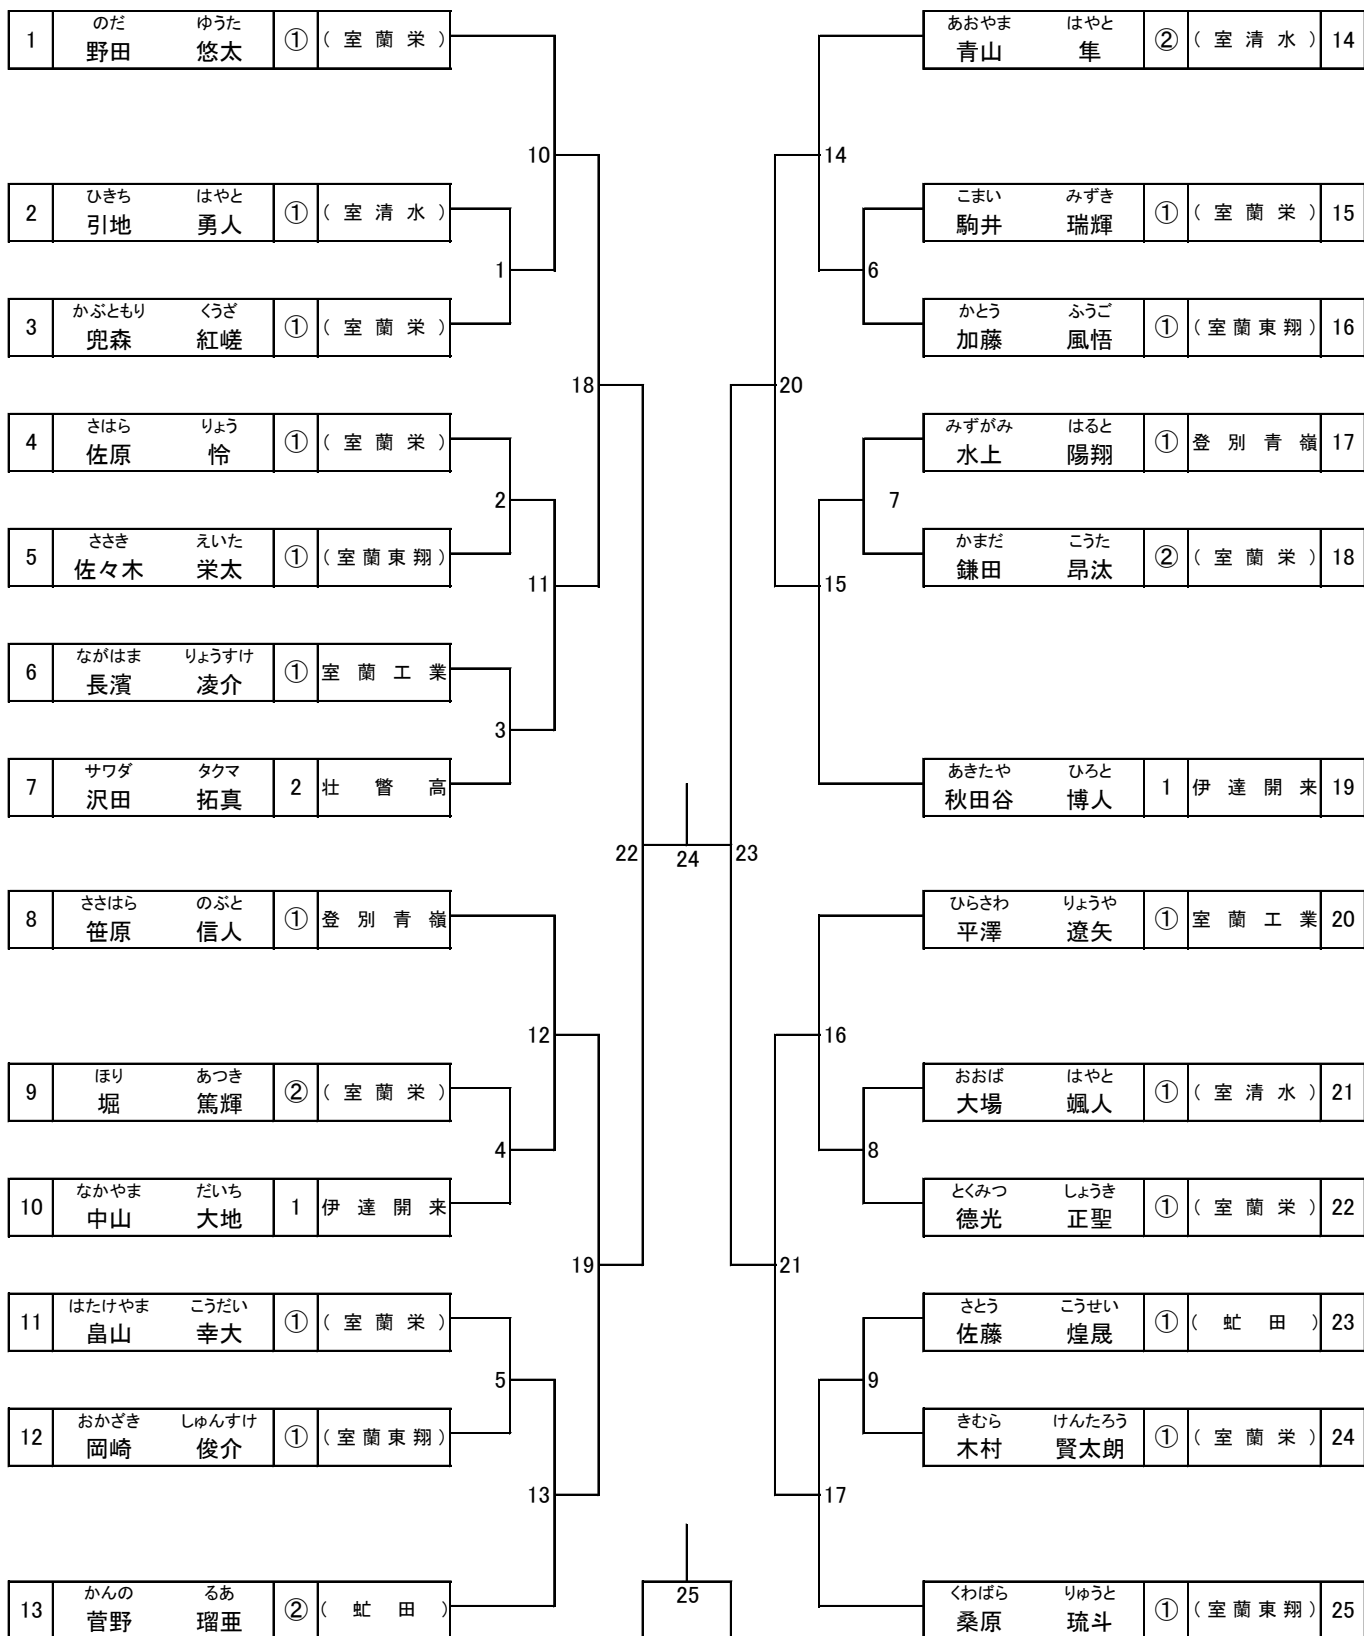 のだ ゆうた
1 野田 悠太 ① (室蘭栄)
10
ひきち はやと
2 引地 勇人 ① (室清水)
1
かぶともり くうざ
3 兜森 紅嵯 ① (室蘭栄)
18
さはら りょう
4 佐原 怜 ① (室蘭栄)
2
ささき えいた
5 佐々木 栄太 ① (室蘭東翔)
11
ながはま りょうすけ
6 長濱 凌介 ① 室蘭工業
3
サワダ タクマ
7 沢田 拓真 2 壮瞥高
22
24
ささはら のぶと
8 笹原 信人 ① 登別青嶺
12
ほり あつき
9 堀 篤輝 ② (室蘭栄)
4
なかやま だいち
10 中山 大地 1 伊達開来
19
はたけやま こうだい
11 畠山 幸大 ① (室蘭栄)
5
おかざき しゅんすけ
12 岡崎 俊介 ① (室蘭東翔)
13
かんの るあ
13 菅野 瑠亜 ② (虻田)
25
あおやま はやと
青山 隼 ② (室清水) 14
14
こまい みずき
駒井 瑞輝 ① (室蘭栄) 15
6
かとう ふうご
加藤 風悟 ① (室蘭東翔) 16
20
みずがみ はると
水上 陽翔 ① 登別青嶺 17
7
かまだ こうた
鎌田 昂汰 ② (室蘭栄) 18
15
あきたや ひろと
秋田谷 博人 1 伊達開来 19
23
ひらさわ りょうや
平澤 遼矢 ① 室蘭工業 20
16
おおば はやと
大場 颯人 ① (室清水) 21
8
とくみつ しょうき
德光 正聖 ① (室蘭栄) 22
21
さとう こうせい
佐藤 煌晟 ① (虻田) 23
9
きむら けんたろう
木村 賢太朗 ① (室蘭栄) 24
17
くわばら りゅうと
桑原 琉斗 ① (室蘭東翔) 25